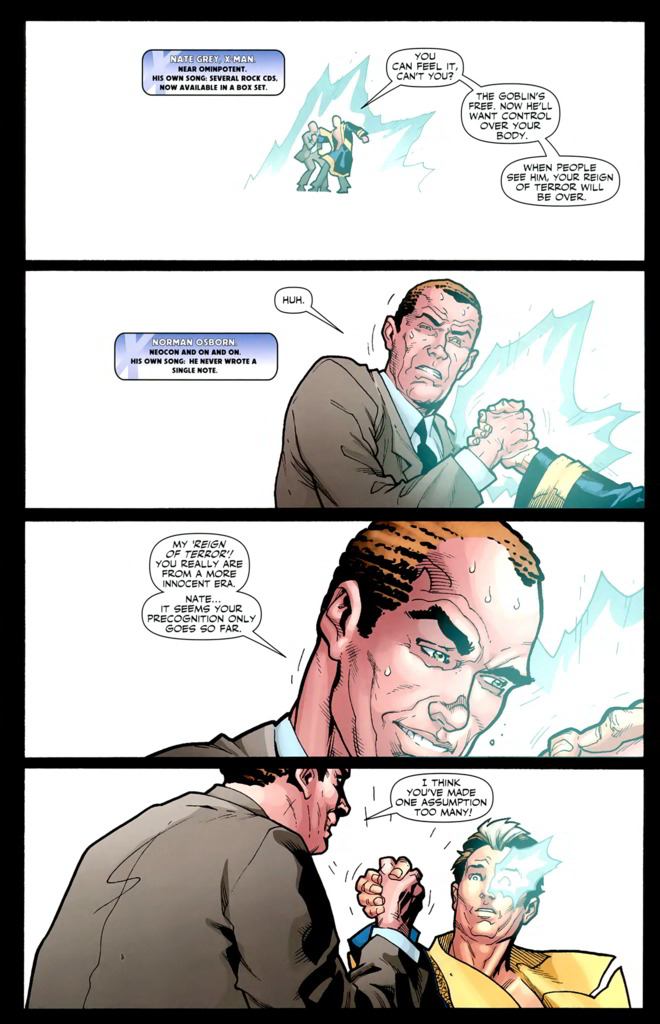 NATE GREY, X-MAN.
NEAR OMINPOTENT.
HIS OWN SONG: SEVERAL ROCK CDS,
NOW AVAILABLE IN A BOX SET.
YOU
CAN FEEL IT,
CAN'T YOU?
THE GOBLIN'S
FREE. NOW HE'LL
WANT CONTROL
OVER YOUR
BODY.
WHEN PEOPLE
SEE HIM, YOUR REIGN
OF TERROR WILL
BE OVER.
HUH.
NORMAN OSBORN.
NEOCON AND ON AND ON.
HIS OWN SONG: HE NEVER WROTE A
SINGLE NOTE.
MY 'REIGN
OF TERROR'!
YOU REALLY ARE
FROM A MORE
INNOCENT ERA.
NATE...
IT SEEMS YOUR
PRECOGNITION ONLY
GOES SO FAR.
I THINK
YOU'VE MADE
ONE ASSUMPTION
TOO MANY!